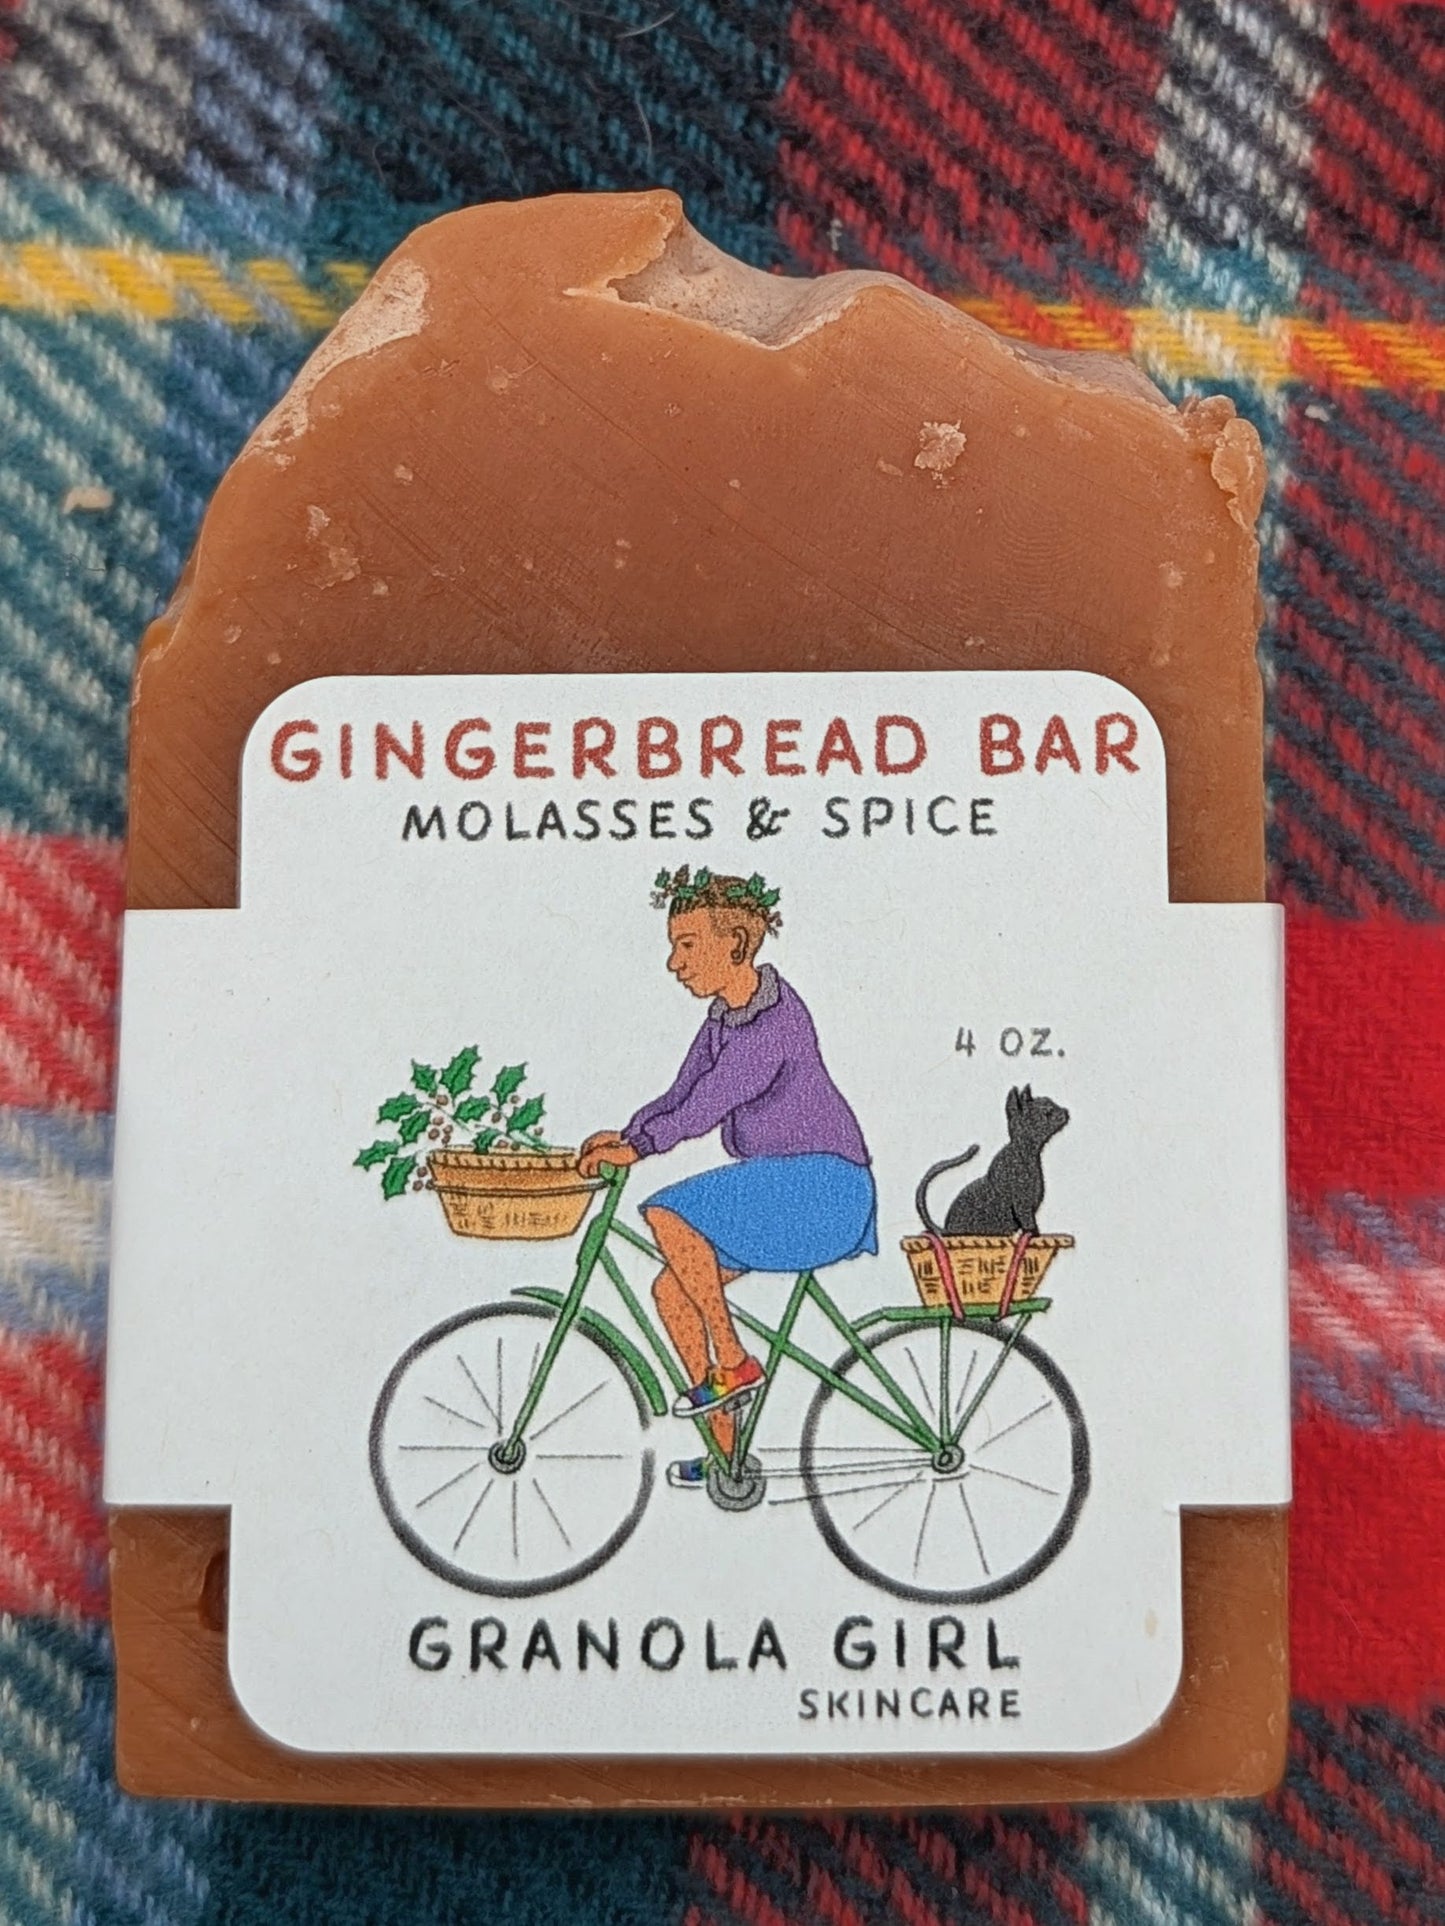 GINGERBREAD BAR
MOLASSES & SPICE
4 OZ.
GRANOLA GIRL
SKINCARE